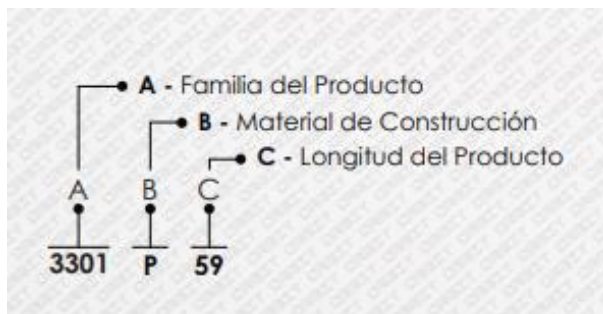 A - Familia del Producto
B - Material de Construcción
C - Longitud del Producto
A B C
3301 P 59